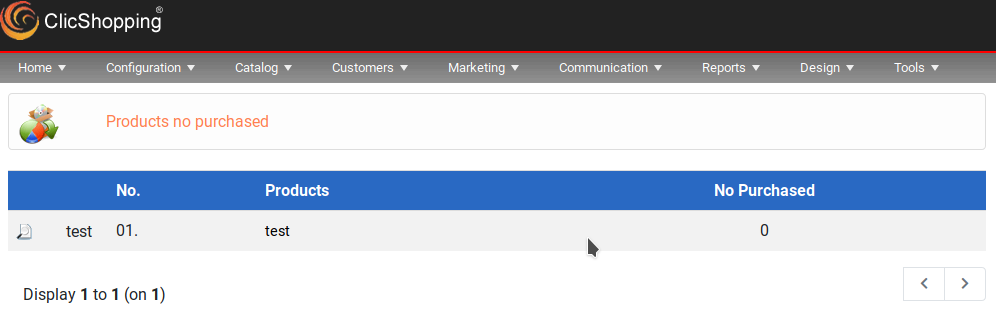 ClicShopping®
Home Configuration Catalog Customers Marketing Communication Reports Design Tools
Products no purchased
No. Products No Purchased
test 01. test 0
Display 1 to 1 (on 1)